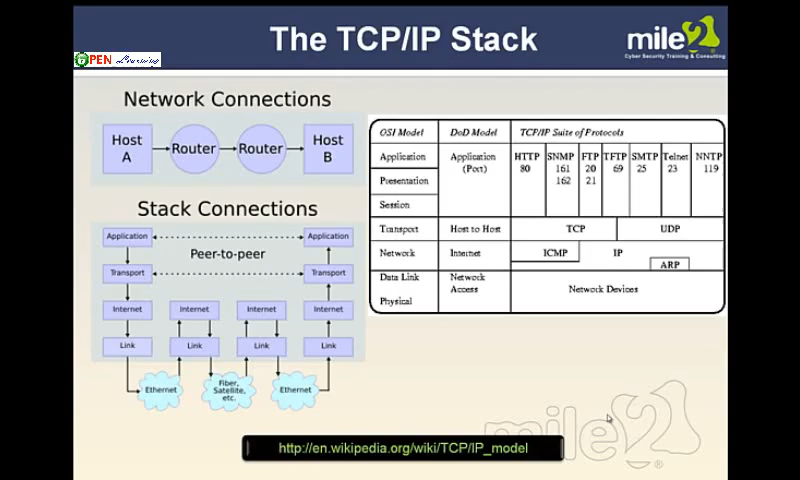 The TCP/IP Stack
mile2
Cyber Security Training & Consulting
OPEN Learning
Network Connections
Host A
Router
Router
Host B
Stack Connections
Application
Application
Peer-to-peer
Transport
Transport
Internet
Internet
Internet
Internet
Link
Link
Link
Link
Ethernet
Fiber,
Satellite,
etc.
Ethernet
OSI Model DoD Model TCP/IP Suite of Protocols
Application Application HTTP SNMP FTP TFTP SMTP Telnet NNTP
(Port) 80 161 20 69 25 23 119
Presentation 162 21
Session
Transport Host to Host TCP UDP
Network Internet ICMP IP
ARP
Data Link Network
Access Network Devices
Physical
mile2
http://en.wikipedia.org/wiki/TCP/IP_model